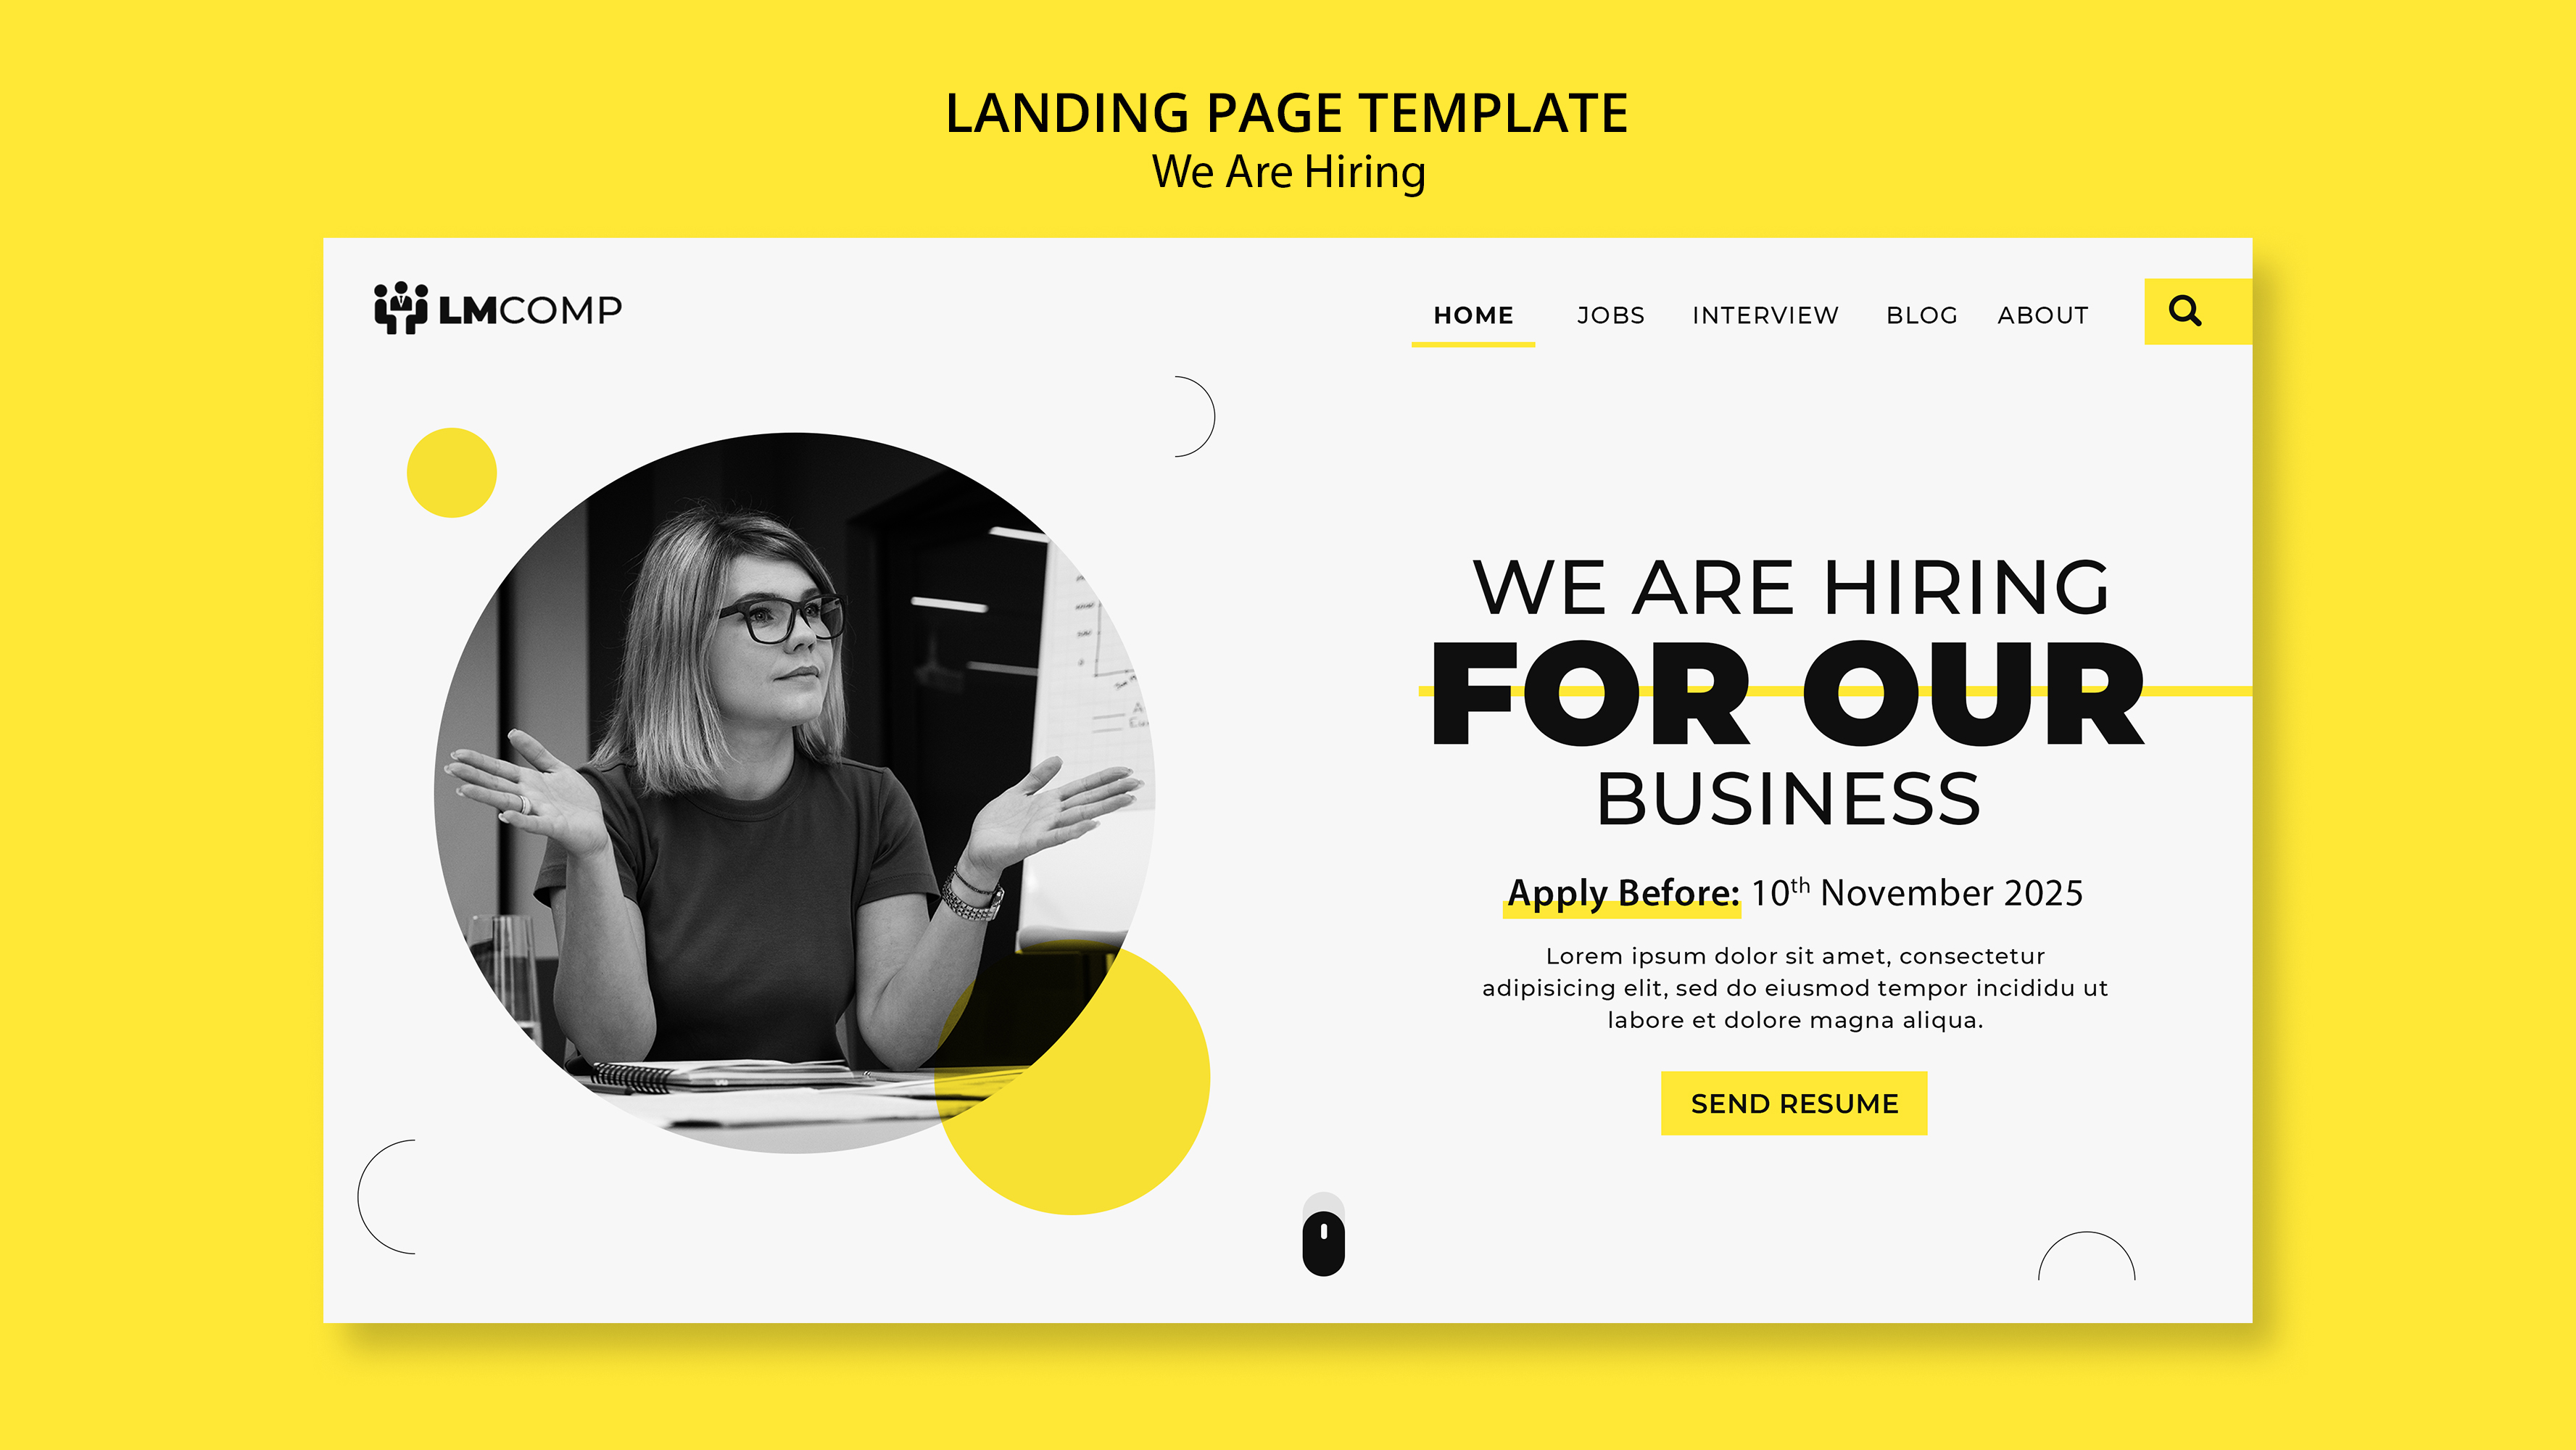 LANDING PAGE TEMPLATE
We Are Hiring
LMCOMP
HOME JOBS INTERVIEW BLOG ABOUT
WE ARE HIRING
FOR OUR
BUSINESS
Apply Before: 10th November 2025
Lorem ipsum dolor sit amet, consectetur
adipisicing elit, sed do eiusmod tempor incididu ut
labore et dolore magna aliqua.
SEND RESUME